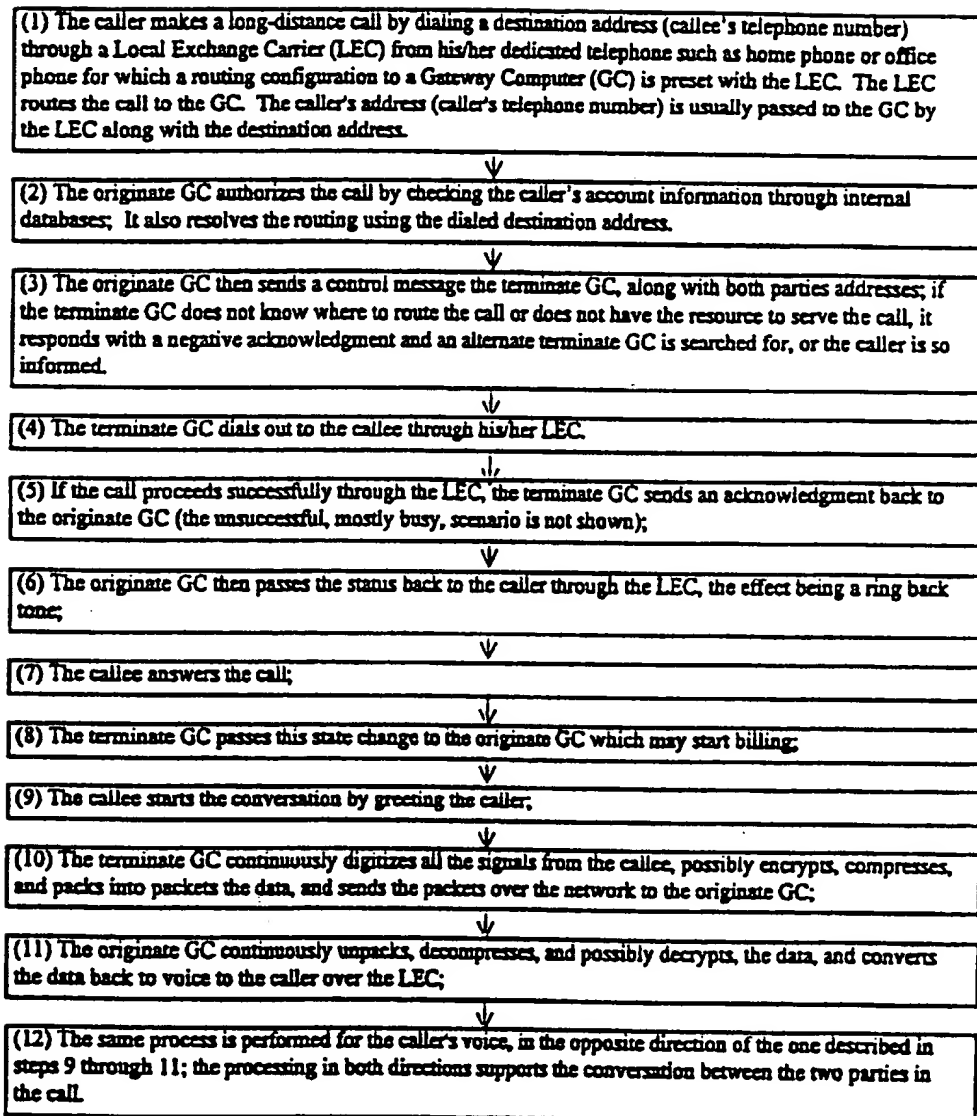 (1) The caller makes a long-distance call by dialing a destination address (callee's telephone number)
through a Local Exchange Carrier (LEC) from his/her dedicated telephone such as home phone or office
phone for which a routing configuration to a Gateway Computer (GC) is preset with the LEC. The LEC
routes the call to the GC. The caller's address (caller's telephone number) is usually passed to the GC by
the LEC along with the destination address.
(2) The originate GC authorizes the call by checking the caller's account information through internal
databases; It also resolves the routing using the dialed destination address.
(3) The originate GC then sends a control message the terminate GC, along with both parties addresses; if
the terminate GC does not know where to route the call or does not have the resource to serve the call, it
responds with a negative acknowledgment and an alternate terminate GC is searched for, or the caller is so
informed.
(4) The terminate GC dials out to the callee through his/her LEC.
(5) If the call proceeds successfully through the LEC, the terminate GC sends an acknowledgment back to
the originate GC (the unsuccessful, mostly busy, scenario is not shown);
(6) The originate GC then passes the status back to the caller through the LEC, the effect being a ring back
tone;
(7) The callee answers the call;
(8) The terminate GC passes this state change to the originate GC which may start billing;
(9) The callee starts the conversation by greeting the caller;
(10) The terminate GC continuously digitizes all the signals from the callee, possibly encrypts, compresses,
and packs into packets the data, and sends the packets over the network to the originate GC;
(11) The originate GC continuously unpacks, decompresses, and possibly decrypts, the data, and converts
the data back to voice to the caller over the LEC;
(12) The same process is performed for the caller's voice, in the opposite direction of the one described in
steps 9 through 11; the processing in both directions supports the conversation between the two parties in
the call.